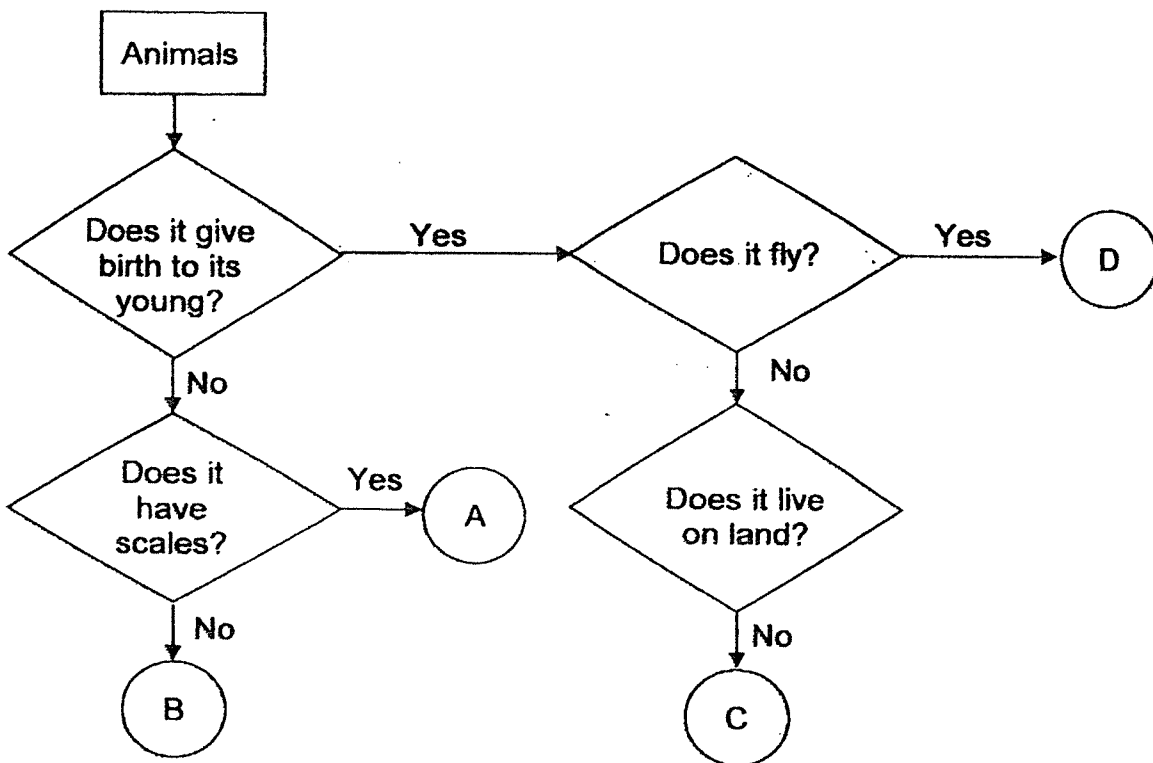 Animals
Does it give
birth to its
young?
Yes
Does it fly?
Yes
D
No
No
Does it
have
scales?
Yes
A
Does it live
on land?
No
B
No
C